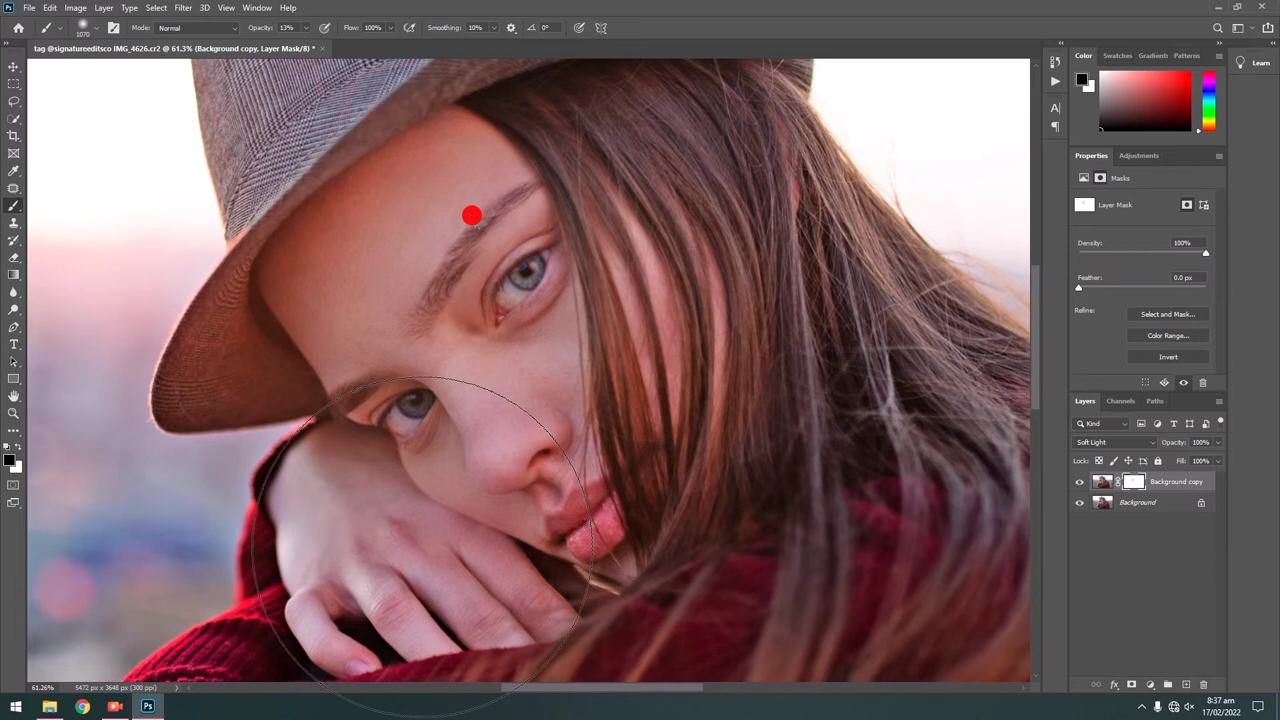 File Edit Image Layer Type Select Filter 3D View Window Help
1070 Mode: Normal Opacity: 13% Flow: 100% Smoothing: 10% 0°
tag @signatureeditsco IMG_4626.cr2 @ 61.3% (Background copy, Layer Mask/8) *
Color Swatches Gradients Patterns
Learn
Properties Adjustments
Masks
Layer Mask
Density: 100%
Feather: 0.0 px
Refine: Select and Mask...
Color Range...
Invert
Layers Channels Paths
Kind
Soft Light Opacity: 100%
Lock: Fill: 100%
Background copy
Background
61.26% 5472 px x 3648 px (300 ppi)
8:37 am
17/02/2022